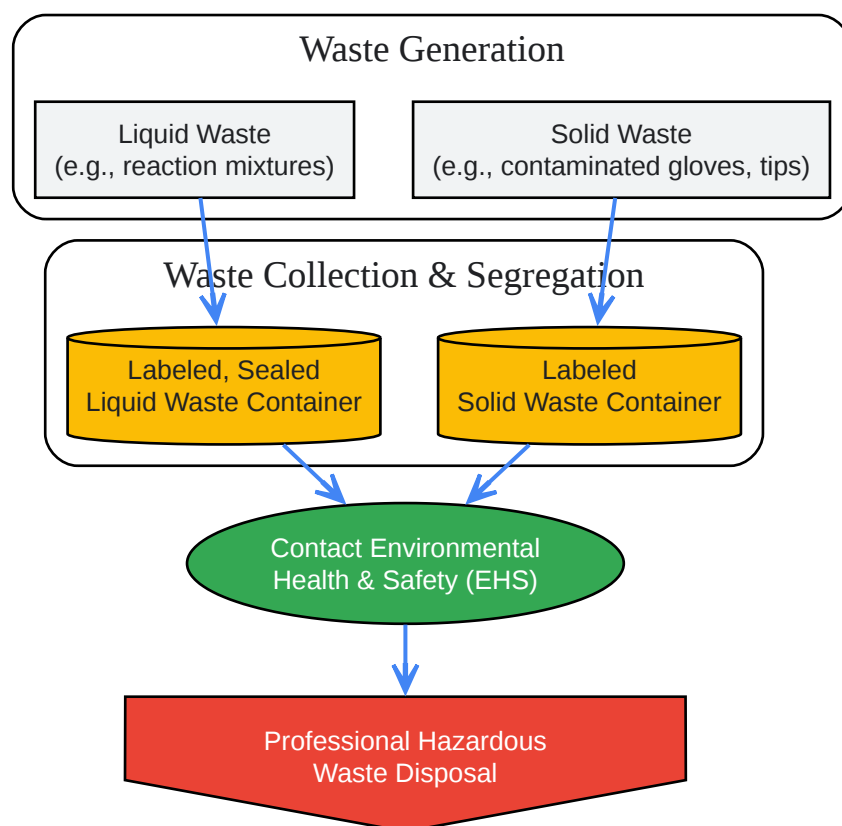 Waste Generation
Liquid Waste
(e.g., reaction mixtures)
Solid Waste
(e.g., contaminated gloves, tips)
Waste Collection & Segregation
Labeled, Sealed
Liquid Waste Container
Labeled
Solid Waste Container
Contact Environmental
Health & Safety (EHS)
Professional Hazardous
Waste Disposal